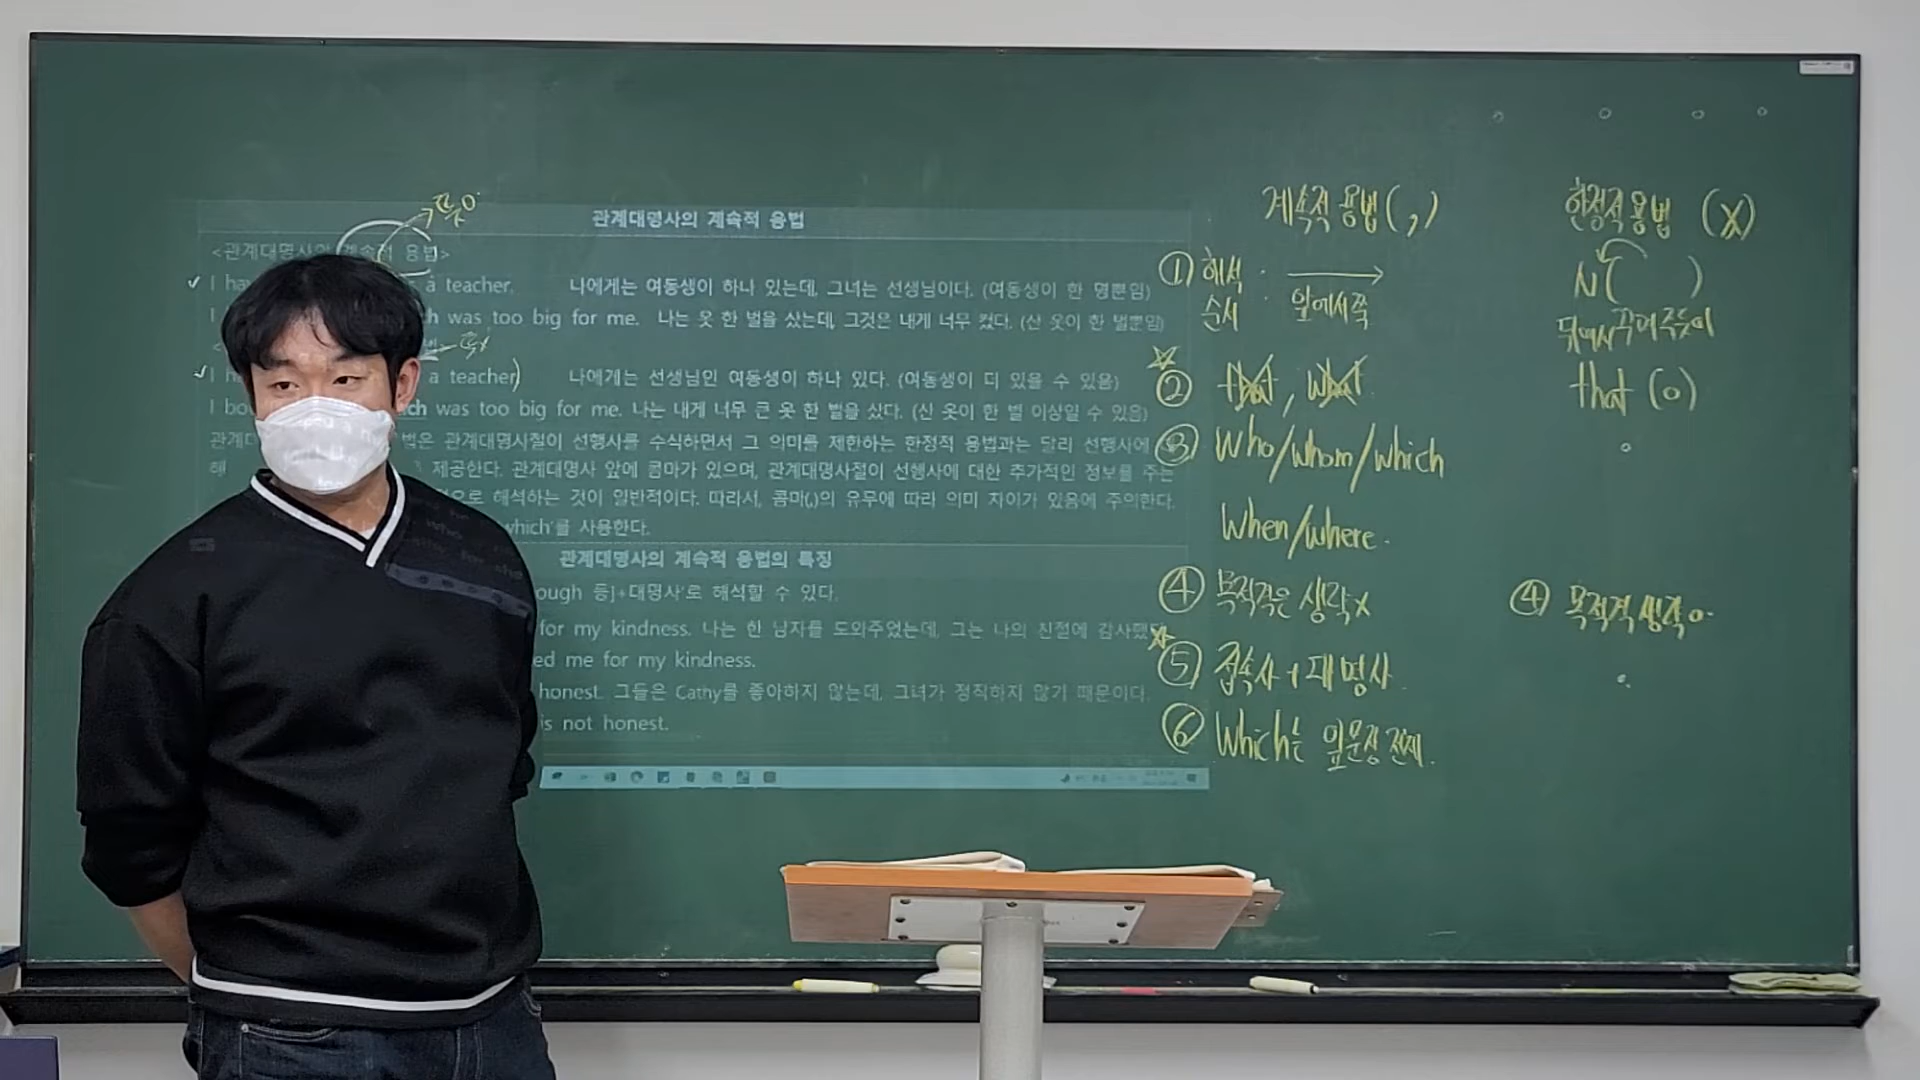 관계대명사의 계속적 용법
<관계대명사의 계속적 용법>
✓ I a teacher. 나에게는 여동생이 하나 있는데, 그녀는 선생님이다. (여동생이 한 명뿐임)
I was too big for me. 나는 옷 한 벌을 샀는데, 그것은 내게 너무 컸다. (산 옷이 한 벌뿐임)
✓ I a teacher) 나에게는 선생님인 여동생이 하나 있다. (여동생이 더 있을 수 있음)
I was too big for me. 나는 내게 너무 큰 옷 한 벌을 샀다. (산 옷이 한 벌 이상일 수 있음)
법은 관계대명사절이 선행사를 수식하면서 그 의미를 제한하는 한정적 용법과는 달리 선행사에
제공한다. 관계대명사 앞에 콤마가 있으며, 관계대명사절이 선행사에 대한 추가적인 정보를 주는
으로 해석하는 것이 일반적이다. 따라서, 콤마(,)의 유무에 따라 의미 차이가 있음에 주의한다.
which'를 사용한다.
관계대명사의 계속적 용법의 특징
ough 등]+대명사'로 해석할 수 있다.
for my kindness. 나는 한 남자를 도와주었는데, 그는 나의 친절에 감사했
ed me for my kindness.
honest. 그들은 Cathy를 좋아하지 않는데, 그녀가 정직하지 않기 때문이다.
is not honest.
계속적 용법 (,)
① 해석 순서 : → 앞에서 쭉
☆② that, what
③ who/whom/which
when/where.
④ 목적격은 생략x
☆⑤ 접속사 + 대명사
⑥ which는 앞문장 전체.
한정적 용법 (X)
N( )
뒤에서 꾸며주듯이
that (o)
④ 목적격 생략 o